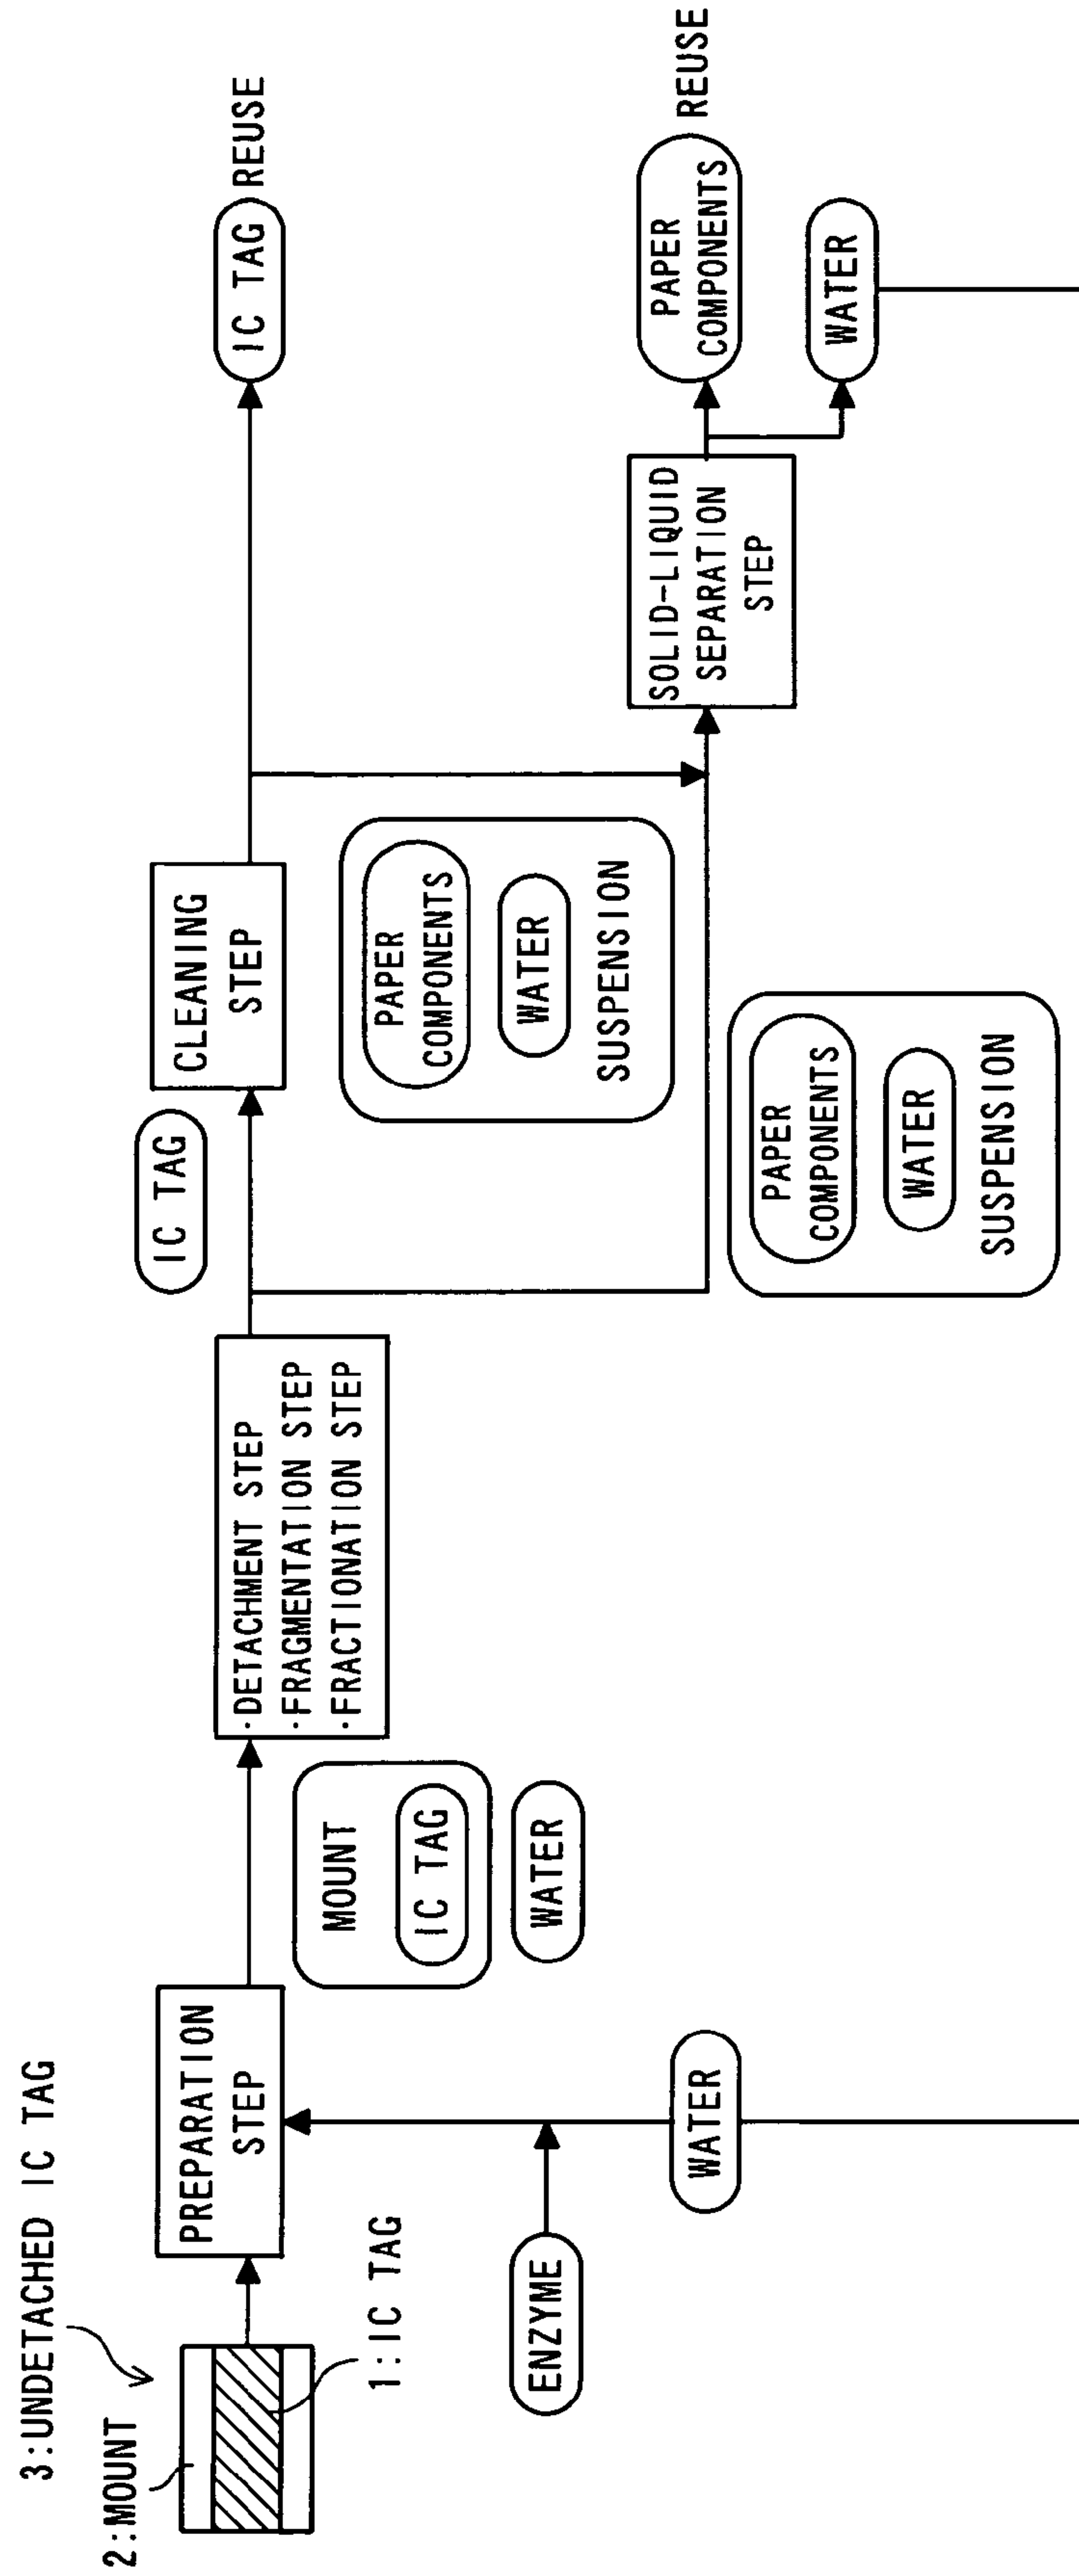 3:UNDETACHED IC TAG
2:MOUNT
1:IC TAG
PREPARATION
STEP
ENZYME
WATER
MOUNT
IC TAG
WATER
·DETACHMENT STEP
·FRAGMENTATION STEP
·FRACTIONATION STEP
IC TAG
CLEANING
STEP
PAPER
COMPONENTS
WATER
SUSPENSION
PAPER
COMPONENTS
WATER
SUSPENSION
SOLID-LIQUID
SEPARATION
STEP
IC TAG REUSE
PAPER
COMPONENTS
REUSE
WATER